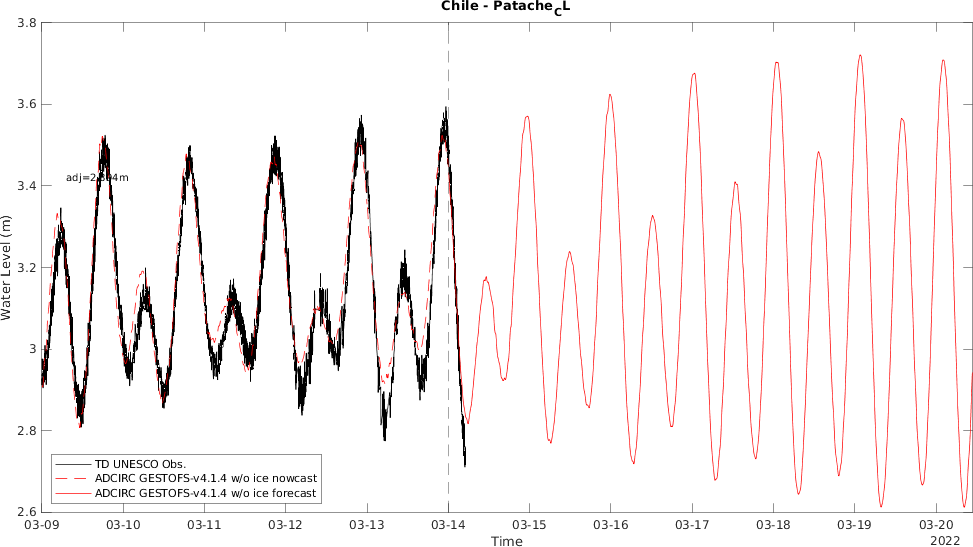 Chile - Patache_CL
3.8
3.6
3.4
3.2
3
2.8
2.6
Water Level (m)
TD UNESCO Obs.
ADCIRC GESTOFS-v4.1.4 w/o ice nowcast
ADCIRC GESTOFS-v4.1.4 w/o ice forecast
03-09 03-10 03-11 03-12 03-13 03-14 03-15 03-16 03-17 03-18 03-19 03-20
Time
2022